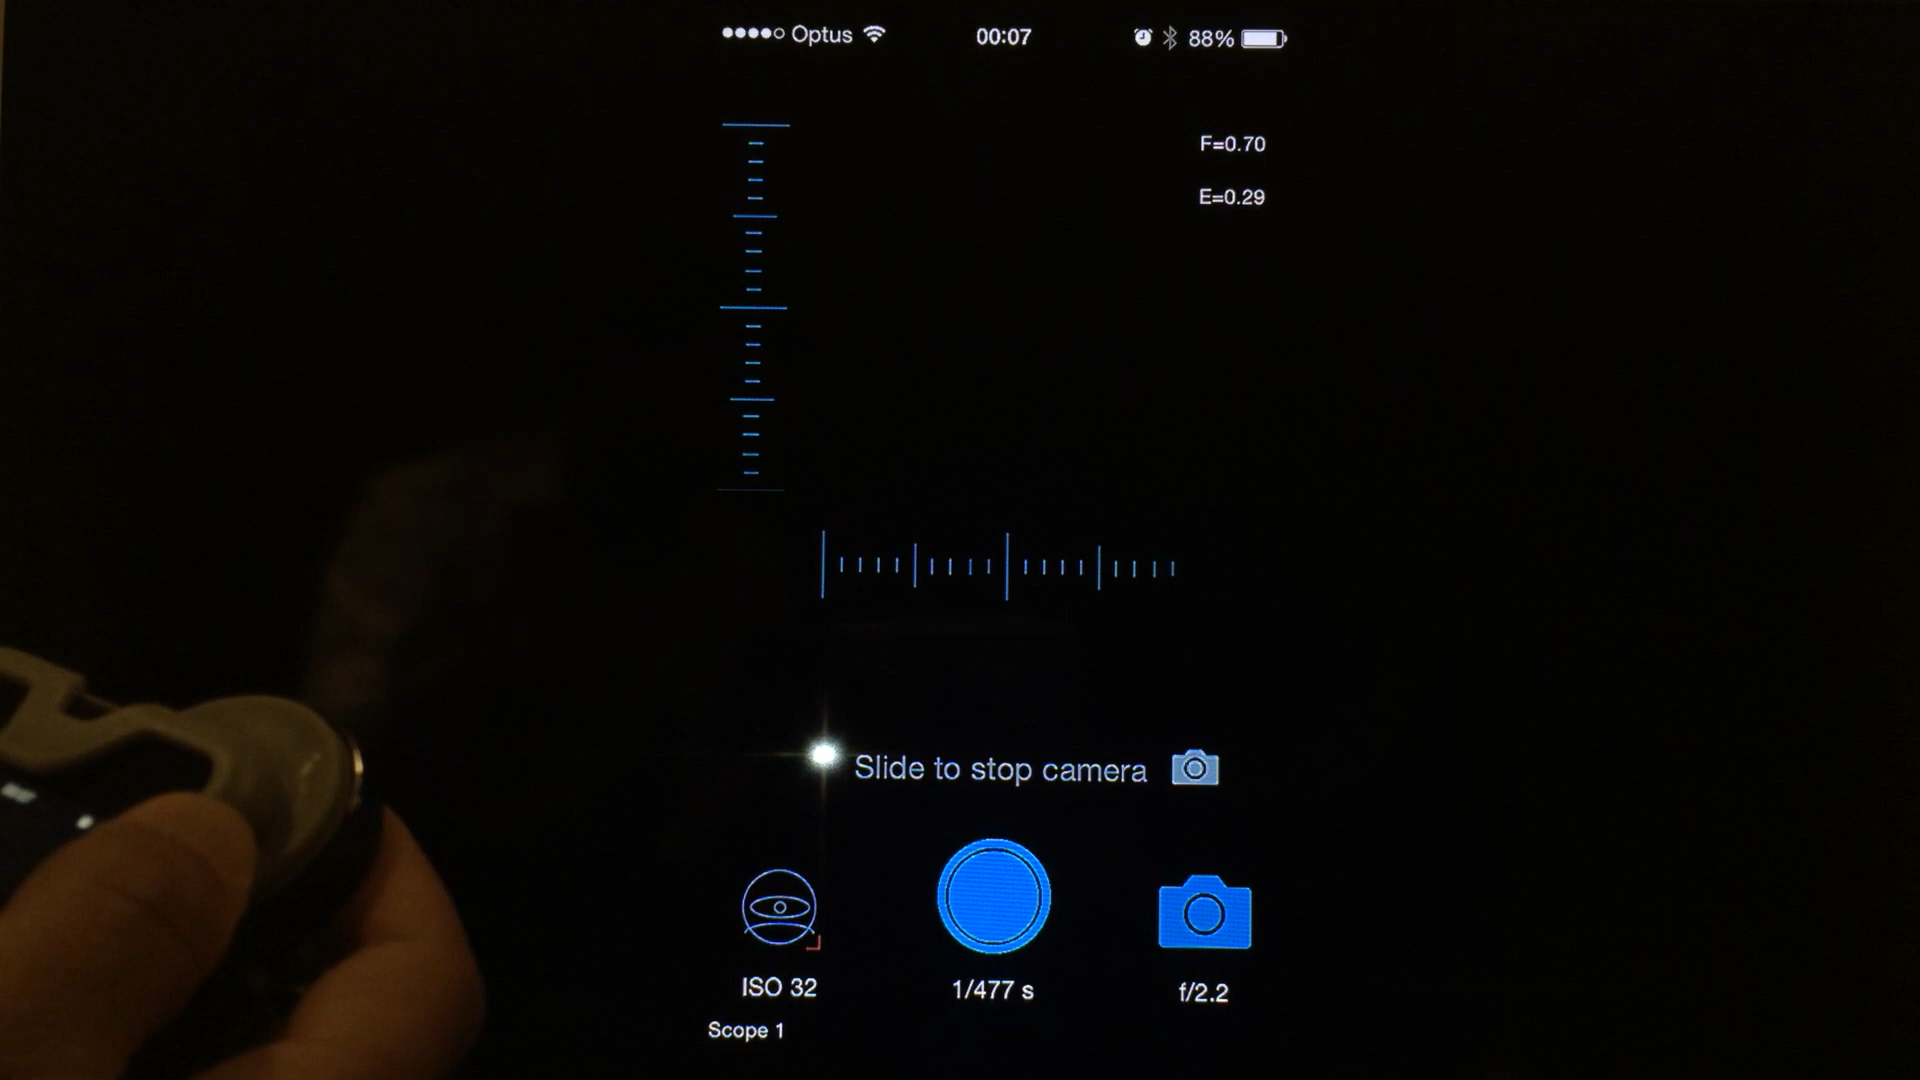 Optus 00:07 88%
F=0.70
E=0.29
Slide to stop camera
ISO 32 1/477 s f/2.2
Scope 1